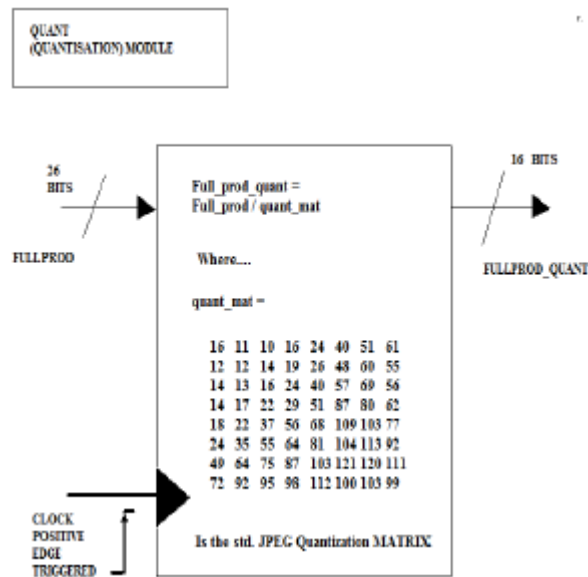 QUANT
(QUANTISATION) MODULE
r.
26
BITS
16 BITS
Full_prod_quant =
Full_prod / quant_mat
FULLPROD
FULLPROD_QUANT
Where....
quant_mat =
16 11 10 16 24 40 51 61
12 12 14 19 26 48 60 55
14 13 16 24 40 57 69 56
14 17 22 29 51 87 80 62
18 22 37 56 68 109 103 77
24 35 55 64 81 104 113 92
49 64 75 87 103 121 120 111
72 92 95 98 112 100 103 99
CLOCK
POSITIVE
EDGE
TRIGGERED
Is the std. JPEG Quantization MATRIX